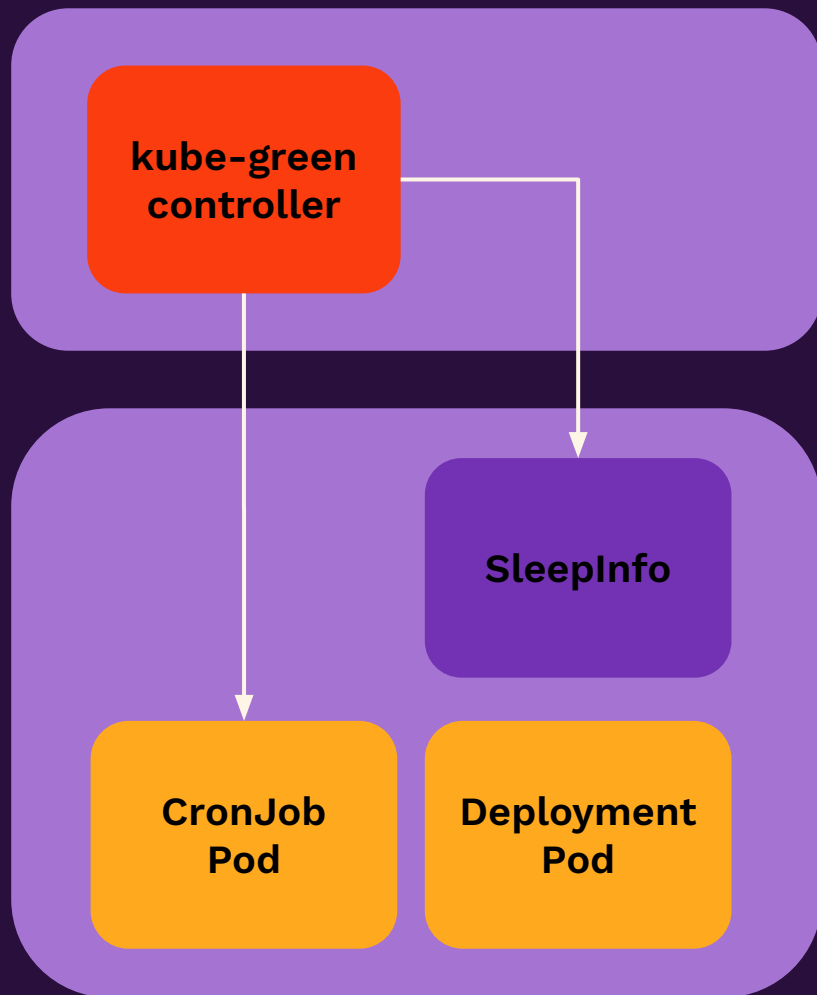 kube-green
controller
SleepInfo
CronJob
Pod
Deployment
Pod